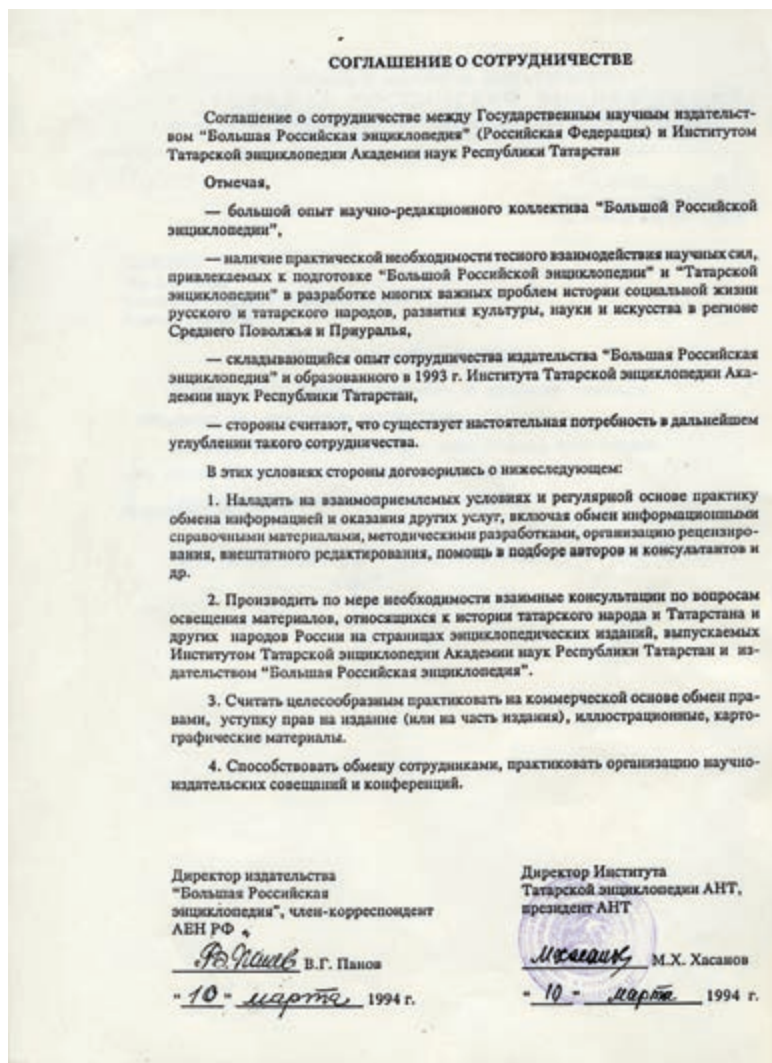 СОГЛАШЕНИЕ О СОТРУДНИЧЕСТВЕ
Соглашение о сотрудничестве между Государственным научным издательст-
вом "Большая Российская энциклопедия" (Российская Федерация) и Институтом
Татарской энциклопедии Академии наук Республики Татарстан
Отмечая,
— большой опыт научно-редакционного коллектива "Большой Российской
энциклопедии",
— наличие практической необходимости тесного взаимодействия научных сил,
привлекаемых к подготовке "Большой Российской энциклопедии" и "Татарской
энциклопедии" в разработке многих важных проблем истории социальной жизни
русского и татарского народов, развития культуры, науки и искусства в регионе
Среднего Поволжья и Приуралья,
— складывающийся опыт сотрудничества издательства "Большая Российская
энциклопедия" и образованного в 1993 г. Института Татарской энциклопедии Ака-
демии наук Республики Татарстан,
— стороны считают, что существует настоятельная потребность в дальнейшем
углублении такого сотрудничества.
В этих условиях стороны договорились о нижеследующем:
1. Наладить на взаимоприемлемых условиях и регулярной основе практику
обмена информацией и оказания других услуг, включая обмен информационными
справочными материалами, методическими разработками, организацию рецензиро-
вания, внештатного редактирования, помощь в подборе авторов и консультантов и
др.
2. Производить по мере необходимости взаимные консультации по вопросам
освещения материалов, относящихся к истории татарского народа и Татарстана и
других народов России на страницах энциклопедических изданий, выпускаемых
Институтом Татарской энциклопедии Академии наук Республики Татарстан и из-
дательством "Большая Российская энциклопедия".
3. Считать целесообразным практиковать на коммерческой основе обмен пра-
вами, уступку прав на издание (или на часть издания), иллюстрационные, карто-
графические материалы.
4. Способствовать обмену сотрудниками, практиковать организацию научно-
издательских совещаний и конференций.
Директор издательства
"Большая Российская
энциклопедия", член-корреспондент
АЕН РФ
В.Г. Панов
"10" марта 1994 г.
Директор Института
Татарской энциклопедии АНТ,
президент АНТ
М.Х. Хасанов
"10" марта 1994 г.